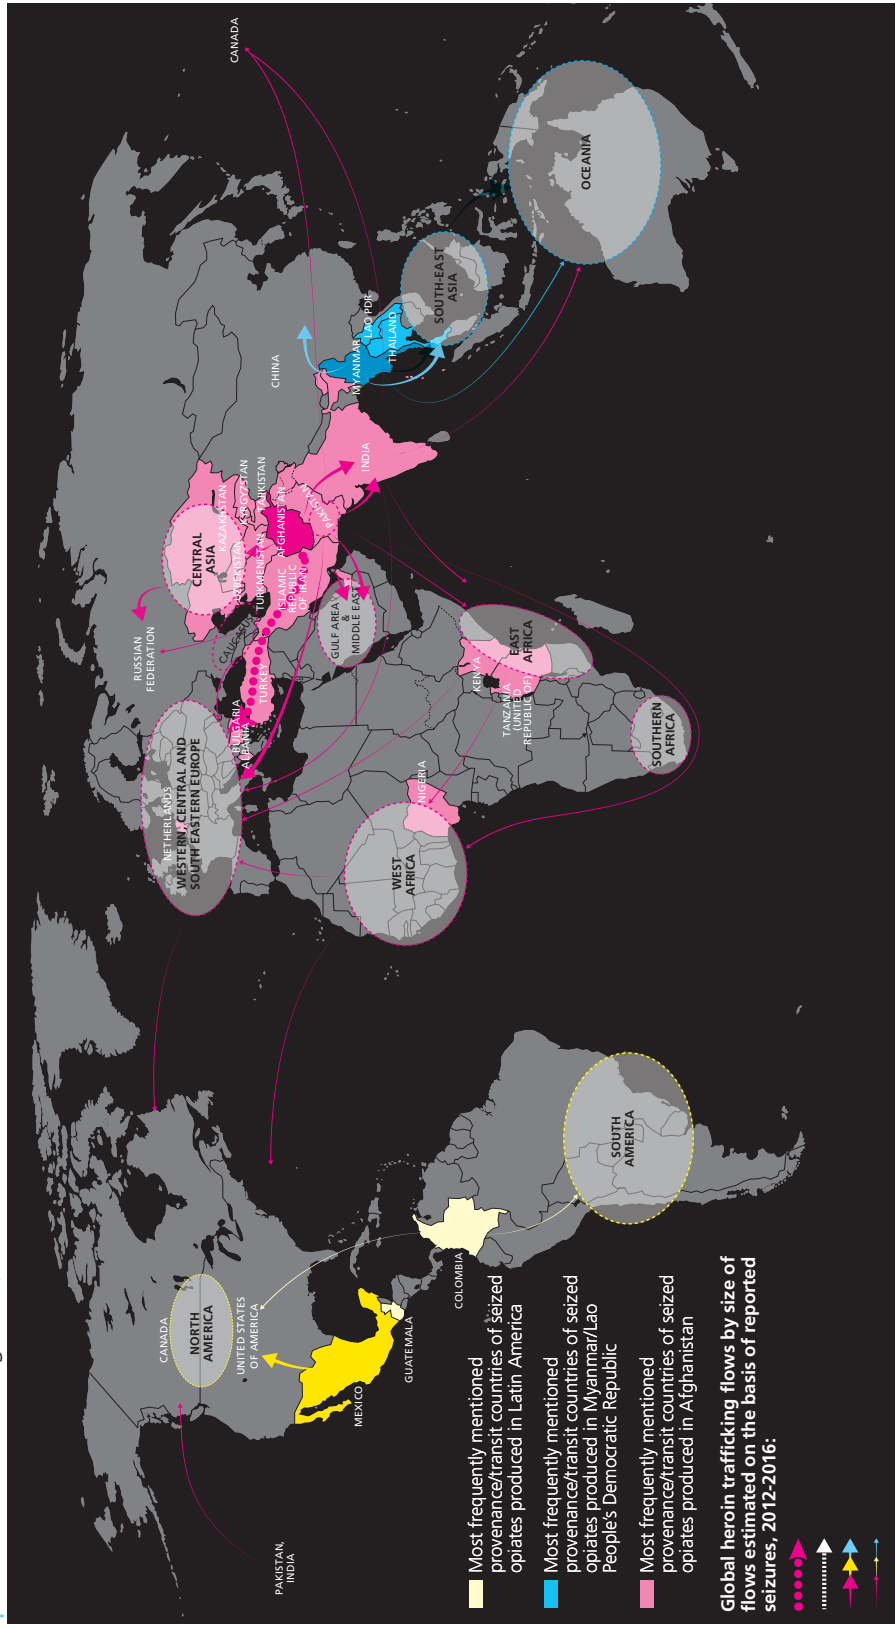 CANADA
NORTH
AMERICA
UNITED STATES
OF AMERICA
MEXICO
GUATEMALA
COLOMBIA
SOUTH
AMERICA
PAKISTAN,
INDIA
NETHERLANDS
WESTERN, CENTRAL AND
SOUTH EASTERN EUROPE
BULGARIA
ALBANIA
TURKEY
CAUCASUS
RUSSIAN
FEDERATION
CENTRAL
ASIA
KAZAKHSTAN
KYRGYZSTAN
UZBEKISTAN
TAJIKISTAN
TURKMENISTAN
AFGHANISTAN
ISLAMIC
REPUBLIC
OF IRAN
PAKISTAN
INDIA
GULF AREA
&
MIDDLE EAST
WEST
AFRICA
NIGERIA
KENYA
EAST
AFRICA
TANZANIA
(UNITED
REPUBLIC OF)
SOUTHERN
AFRICA
CHINA
MYANMAR
LAO PDR
THAILAND
SOUTH-EAST
ASIA
OCEANIA
CANADA
Most frequently mentioned
provenance/transit countries of seized
opiates produced in Latin America
Most frequently mentioned
provenance/transit countries of seized
opiates produced in Myanmar/Lao
People's Democratic Republic
Most frequently mentioned
provenance/transit countries of seized
opiates produced in Afghanistan
Global heroin trafficking flows by size of
flows estimated on the basis of reported
seizures, 2012-2016: